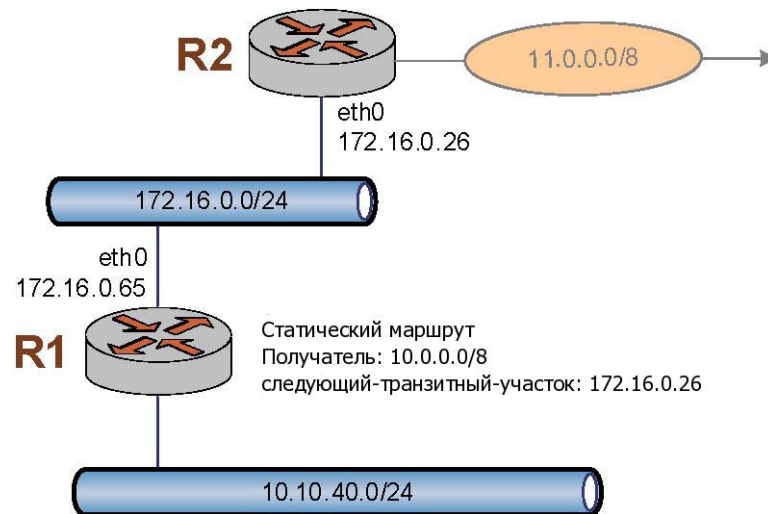 R2
11.0.0.0/8
eth0
172.16.0.26
172.16.0.0/24
eth0
172.16.0.65
R1
Статический маршрут
Получатель: 10.0.0.0/8
следующий-транзитный-участок: 172.16.0.26
10.10.40.0/24